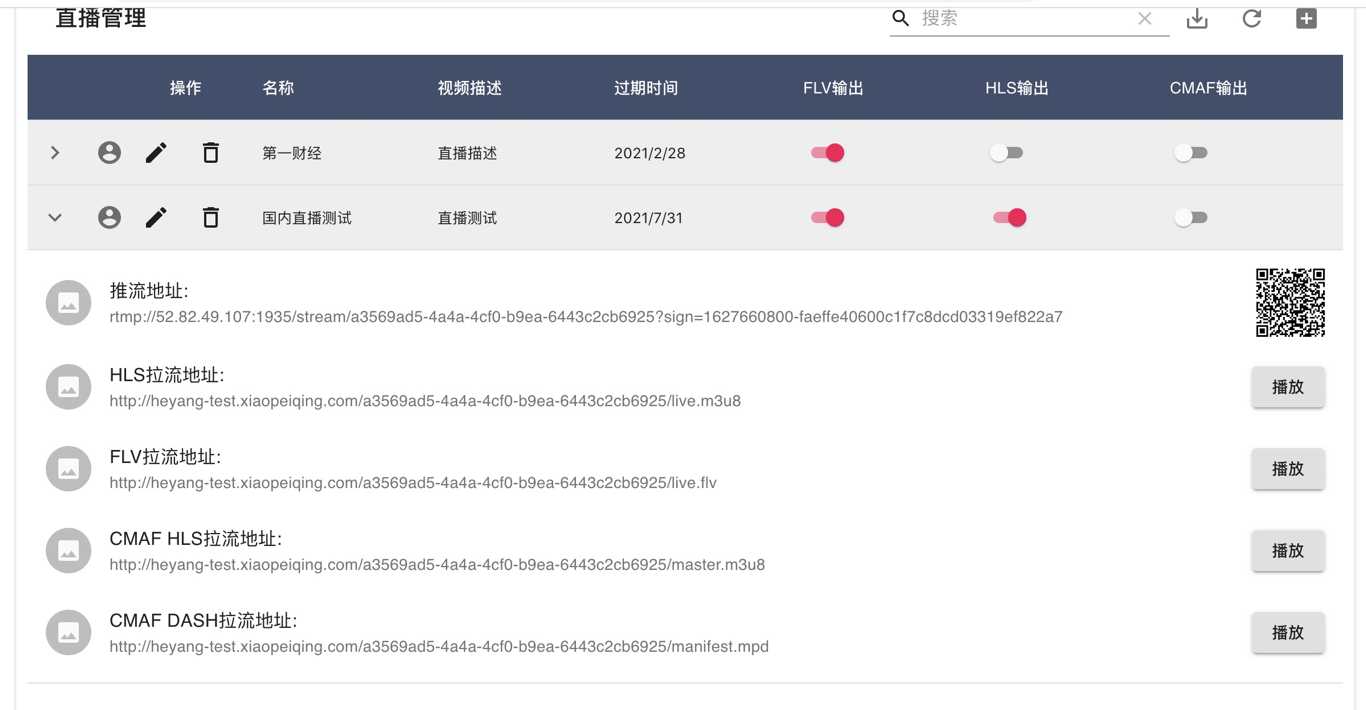 直播管理
搜索
操作 名称 视频描述 过期时间 FLV输出 HLS输出 CMAF输出
第一财经 直播描述 2021/2/28
国内直播测试 直播测试 2021/7/31
推流地址:
rtmp://52.82.49.107:1935/stream/a3569ad5-4a4a-4cf0-b9ea-6443c2cb6925?sign=1627660800-faeffe40600c1f7c8dcd03319ef822a7
HLS拉流地址:
http://heyang-test.xiaopeiqing.com/a3569ad5-4a4a-4cf0-b9ea-6443c2cb6925/live.m3u8
播放
FLV拉流地址:
http://heyang-test.xiaopeiqing.com/a3569ad5-4a4a-4cf0-b9ea-6443c2cb6925/live.flv
播放
CMAF HLS拉流地址:
http://heyang-test.xiaopeiqing.com/a3569ad5-4a4a-4cf0-b9ea-6443c2cb6925/master.m3u8
播放
CMAF DASH拉流地址:
http://heyang-test.xiaopeiqing.com/a3569ad5-4a4a-4cf0-b9ea-6443c2cb6925/manifest.mpd
播放